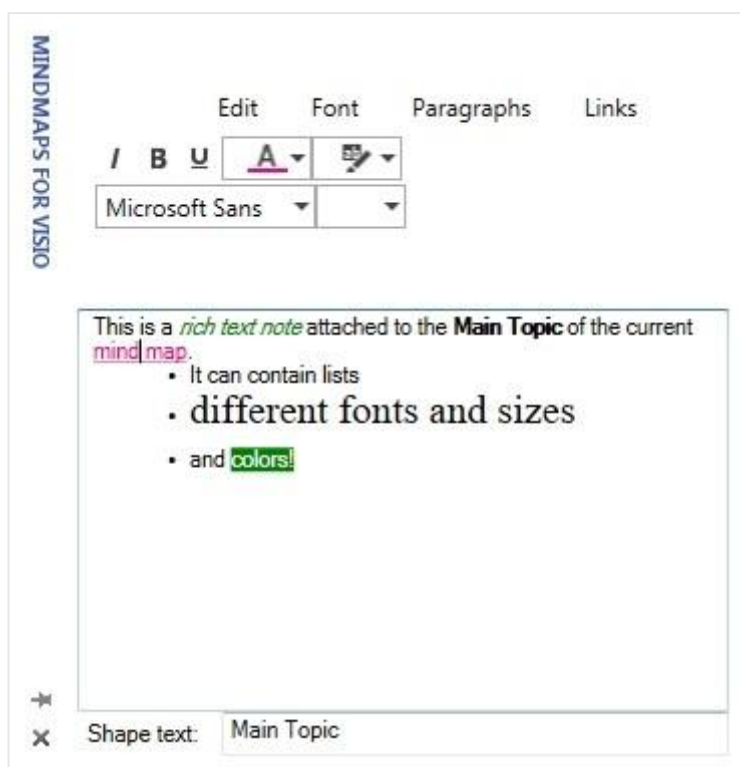 MINDMAPS FOR VISIO
Edit Font Paragraphs Links
I B U A
Microsoft Sans
This is a rich text note attached to the Main Topic of the current
mind map.
• It can contain lists
• different fonts and sizes
• and colors!
Shape text: Main Topic